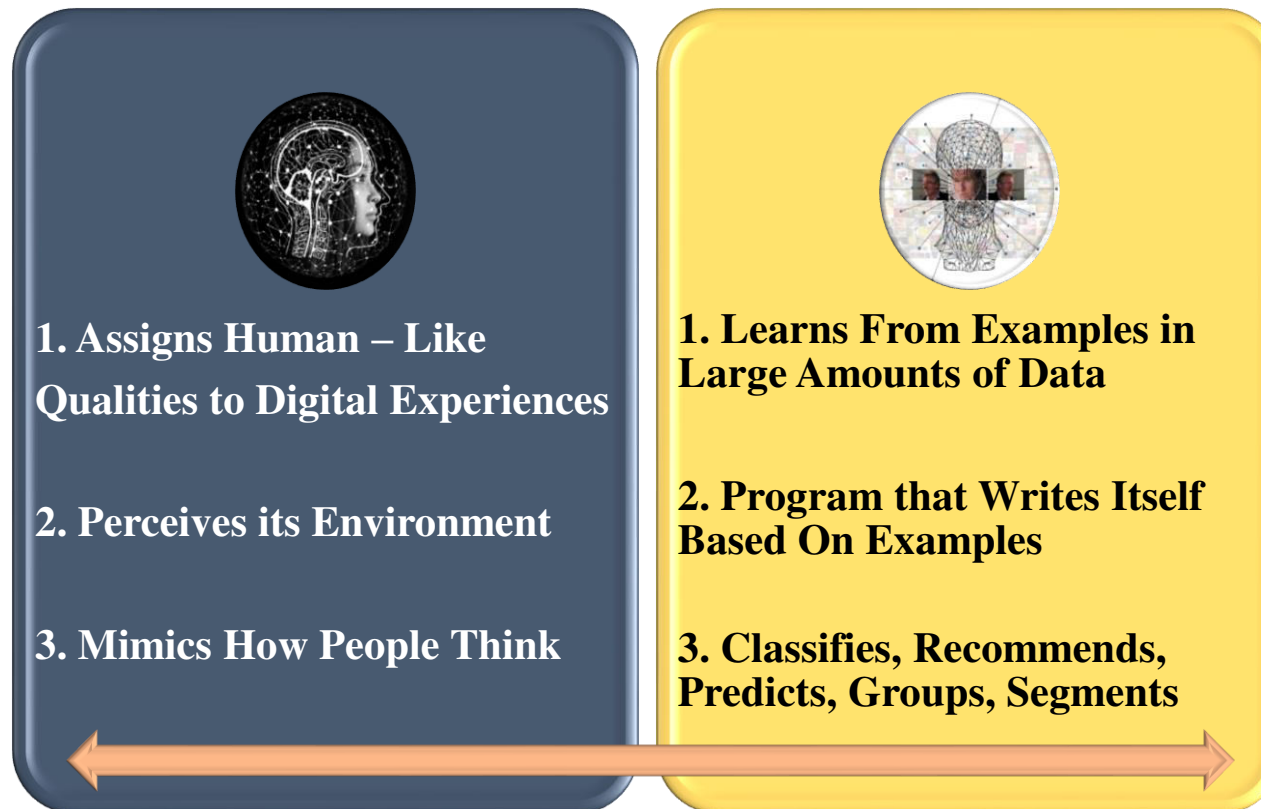 1. Assigns Human – Like
Qualities to Digital Experiences
2. Perceives its Environment
3. Mimics How People Think
1. Learns From Examples in
Large Amounts of Data
2. Program that Writes Itself
Based On Examples
3. Classifies, Recommends,
Predicts, Groups, Segments